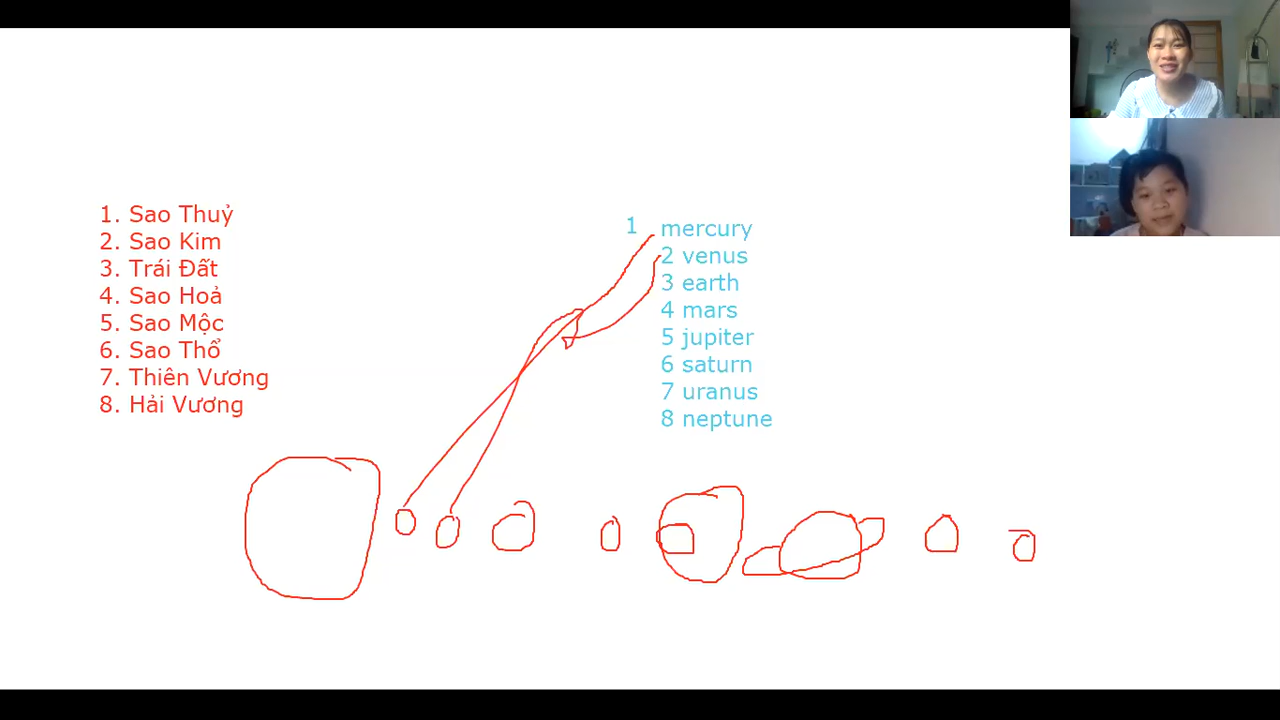 1. Sao Thuỷ
2. Sao Kim
3. Trái Đất
4. Sao Hoả
5. Sao Mộc
6. Sao Thổ
7. Thiên Vương
8. Hải Vương
1 mercury
2 venus
3 earth
4 mars
5 jupiter
6 saturn
7 uranus
8 neptune